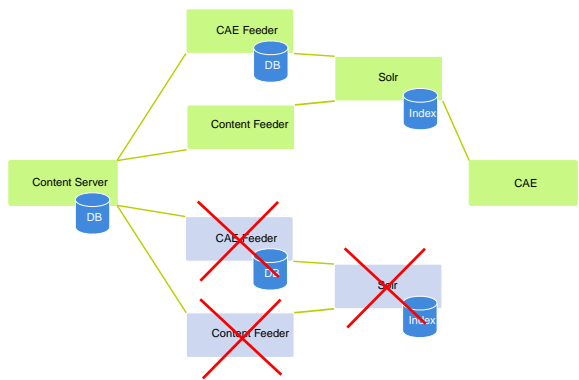 CAE Feeder
DB
Solr
Index
Content Feeder
Content Server
DB
CAE
CAE Feeder
DB
Solr
Index
Content Feeder